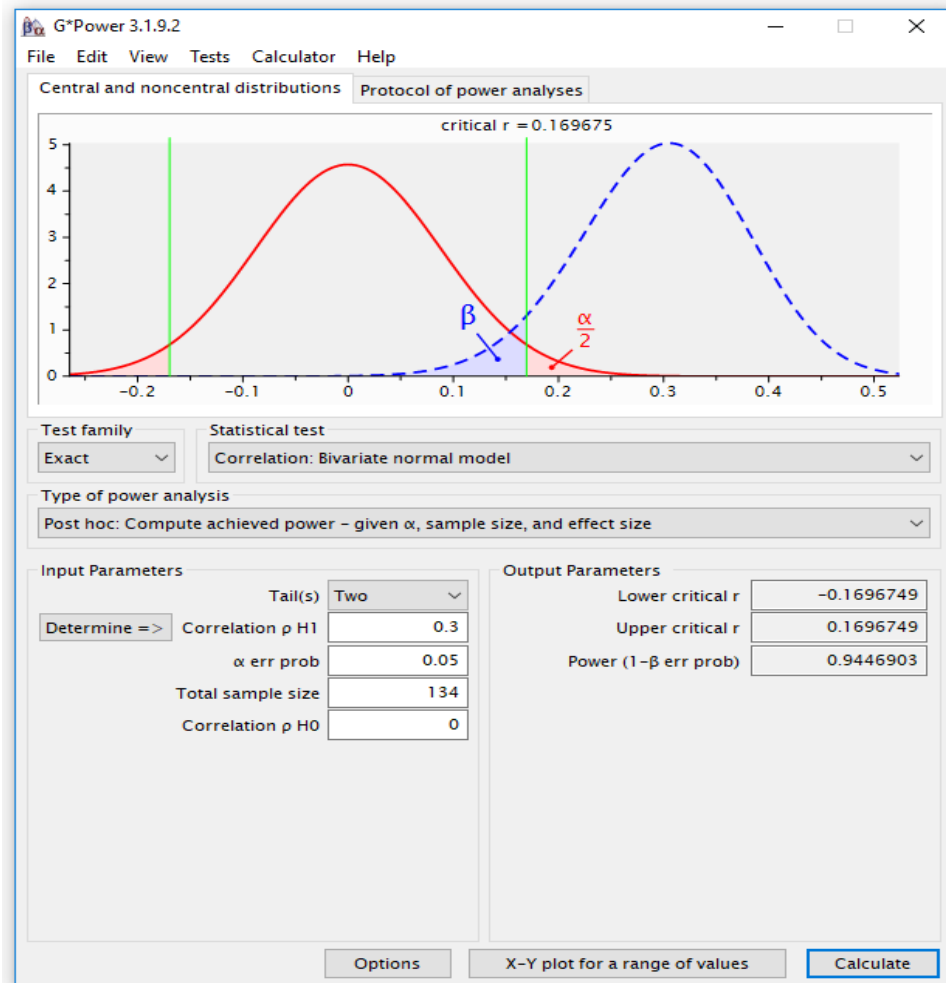 G*Power 3.1.9.2
File Edit View Tests Calculator Help
Central and noncentral distributions Protocol of power analyses
critical r = 0.169675
5
4
3
2
1
0
β
α
2
-0.2 -0.1 0 0.1 0.2 0.3 0.4 0.5
Test family Statistical test
Exact Correlation: Bivariate normal model
Type of power analysis
Post hoc: Compute achieved power - given α, sample size, and effect size
Input Parameters Output Parameters
Tail(s) Two Lower critical r -0.1696749
Determine => Correlation ρ H1 0.3 Upper critical r 0.1696749
α err prob 0.05 Power (1-β err prob) 0.9446903
Total sample size 134
Correlation ρ H0 0
Options X-Y plot for a range of values Calculate